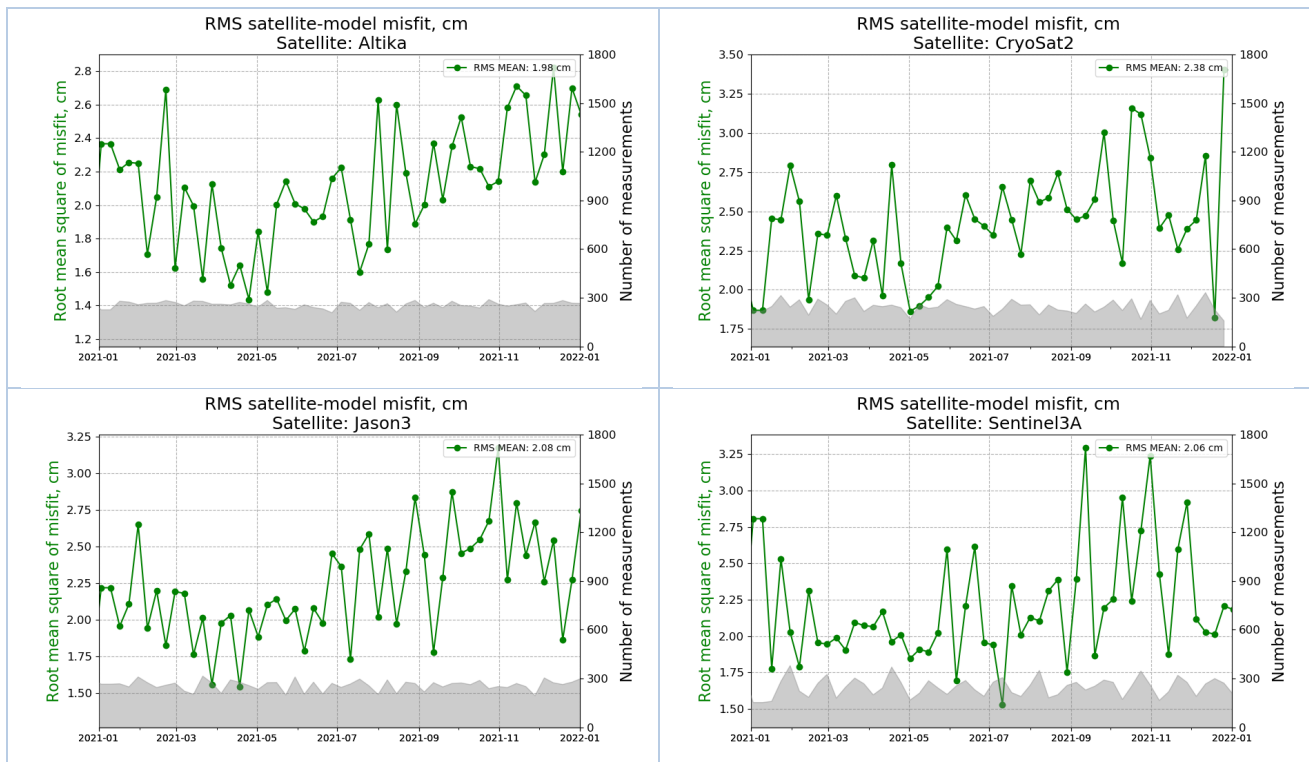 RMS satellite-model misfit, cm
Satellite: Altika
RMS MEAN: 1.98 cm
Root mean square of misfit, cm
2.8
2.6
2.4
2.2
2.0
1.8
1.6
1.4
1.2
1800
1500
1200
900
600
300
0
Number of measurements
2021-01 2021-03 2021-05 2021-07 2021-09 2021-11 2022-01
RMS satellite-model misfit, cm
Satellite: CryoSat2
RMS MEAN: 2.38 cm
Root mean square of misfit, cm
3.50
3.25
3.00
2.75
2.50
2.25
2.00
1.75
1800
1500
1200
900
600
300
0
Number of measurements
2021-01 2021-03 2021-05 2021-07 2021-09 2021-11 2022-01
RMS satellite-model misfit, cm
Satellite: Jason3
RMS MEAN: 2.08 cm
Root mean square of misfit, cm
3.25
3.00
2.75
2.50
2.25
2.00
1.75
1.50
1800
1500
1200
900
600
300
0
Number of measurements
2021-01 2021-03 2021-05 2021-07 2021-09 2021-11 2022-01
RMS satellite-model misfit, cm
Satellite: Sentinel3A
RMS MEAN: 2.06 cm
Root mean square of misfit, cm
3.25
3.00
2.75
2.50
2.25
2.00
1.75
1.50
1800
1500
1200
900
600
300
0
Number of measurements
2021-01 2021-03 2021-05 2021-07 2021-09 2021-11 2022-01